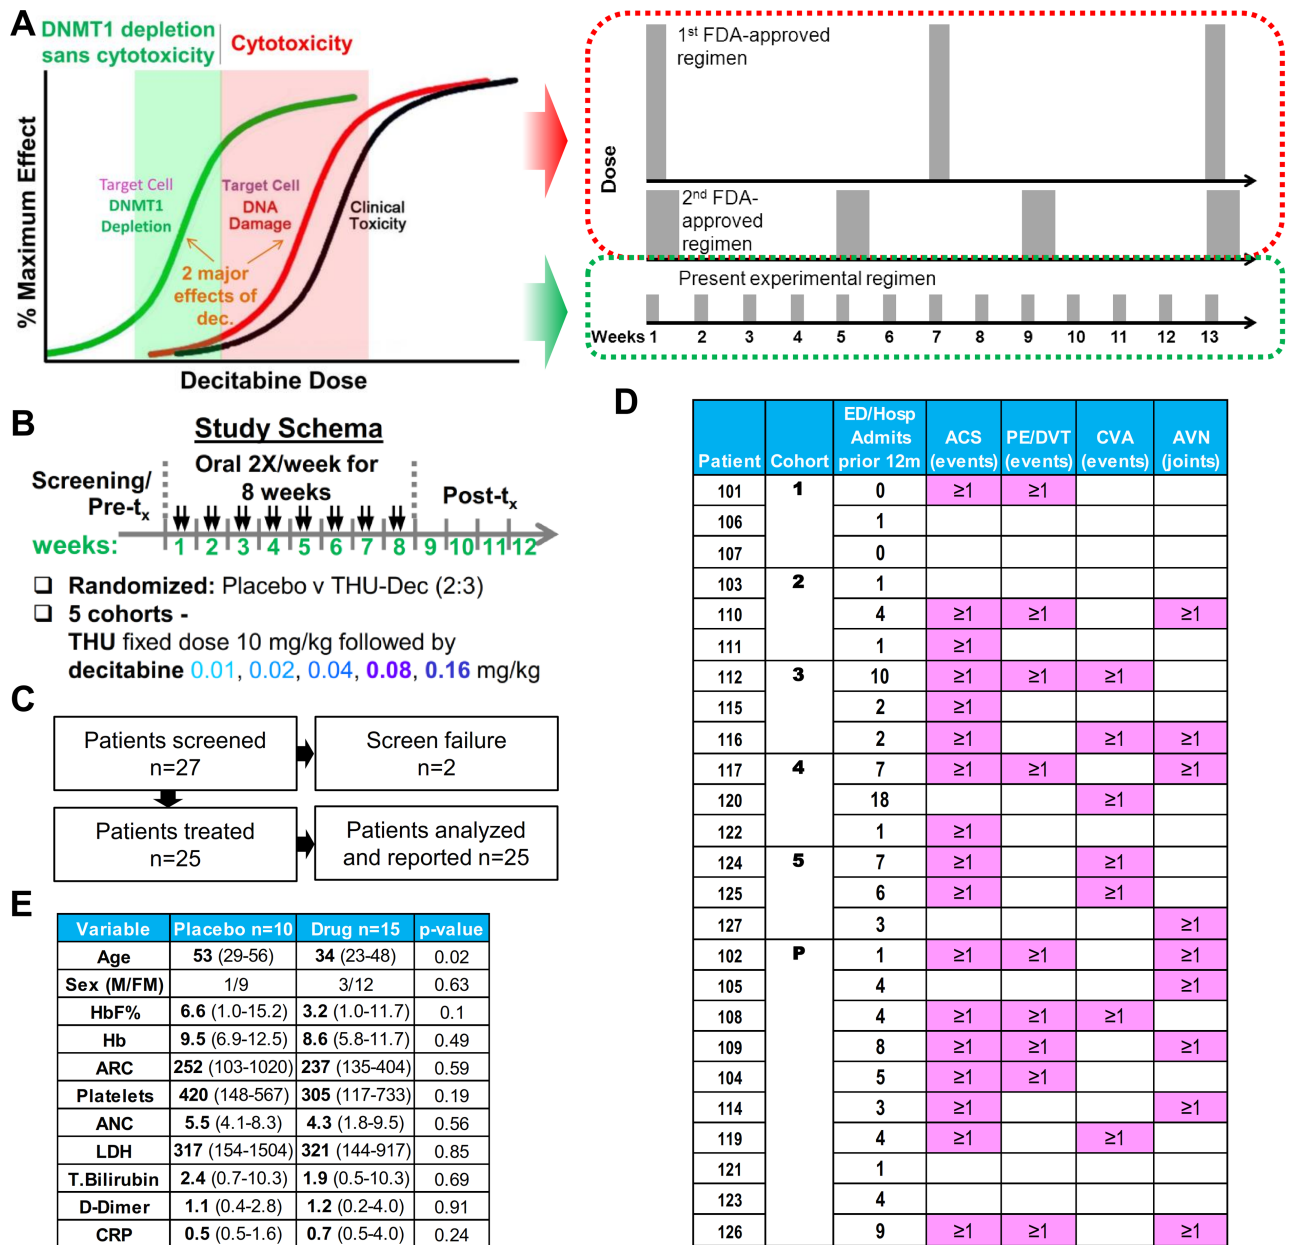 A
DNMT1 depletion
sans cytotoxicity
Cytotoxicity
% Maximum Effect
Target Cell
DNMT1
Depletion
Target Cell
DNA
Damage
Clinical
Toxicity
2 major
effects of
dec.
Decitabine Dose
Dose
1st FDA-approved
regimen
2nd FDA-
approved
regimen
Present experimental regimen
Weeks 1 2 3 4 5 6 7 8 9 10 11 12 13
B
Study Schema
Screening/
Pre-tx
Oral 2X/week for
8 weeks
Post-tx
weeks: 1 2 3 4 5 6 7 8 9 10 11 12
❑ Randomized: Placebo v THU-Dec (2:3)
❑ 5 cohorts -
THU fixed dose 10 mg/kg followed by
decitabine 0.01, 0.02, 0.04, 0.08, 0.16 mg/kg
C
Patients screened
n=27
Screen failure
n=2
Patients treated
n=25
Patients analyzed
and reported n=25
D
Patient Cohort ED/Hosp Admits prior 12m ACS (events) PE/DVT (events) CVA (events) AVN (joints)
101 1 0 ≥1 ≥1
106 1
107 0
103 2 1
110 4 ≥1 ≥1 ≥1
111 1 ≥1
112 3 10 ≥1 ≥1 ≥1
115 2 ≥1
116 2 ≥1 ≥1 ≥1
117 4 7 ≥1 ≥1 ≥1
120 18 ≥1
122 1 ≥1
124 5 7 ≥1 ≥1
125 6 ≥1 ≥1
127 3 ≥1
102 P 1 ≥1 ≥1 ≥1
105 4 ≥1
108 4 ≥1 ≥1 ≥1
109 8 ≥1 ≥1 ≥1
104 5 ≥1 ≥1
114 3 ≥1 ≥1
119 4 ≥1 ≥1
121 1
123 4
126 9 ≥1 ≥1 ≥1
E
Variable Placebo n=10 Drug n=15 p-value
Age 53 (29-56) 34 (23-48) 0.02
Sex (M/FM) 1/9 3/12 0.63
HbF% 6.6 (1.0-15.2) 3.2 (1.0-11.7) 0.1
Hb 9.5 (6.9-12.5) 8.6 (5.8-11.7) 0.49
ARC 252 (103-1020) 237 (135-404) 0.59
Platelets 420 (148-567) 305 (117-733) 0.19
ANC 5.5 (4.1-8.3) 4.3 (1.8-9.5) 0.56
LDH 317 (154-1504) 321 (144-917) 0.85
T.Bilirubin 2.4 (0.7-10.3) 1.9 (0.5-10.3) 0.69
D-Dimer 1.1 (0.4-2.8) 1.2 (0.2-4.0) 0.91
CRP 0.5 (0.5-1.6) 0.7 (0.5-4.0) 0.24